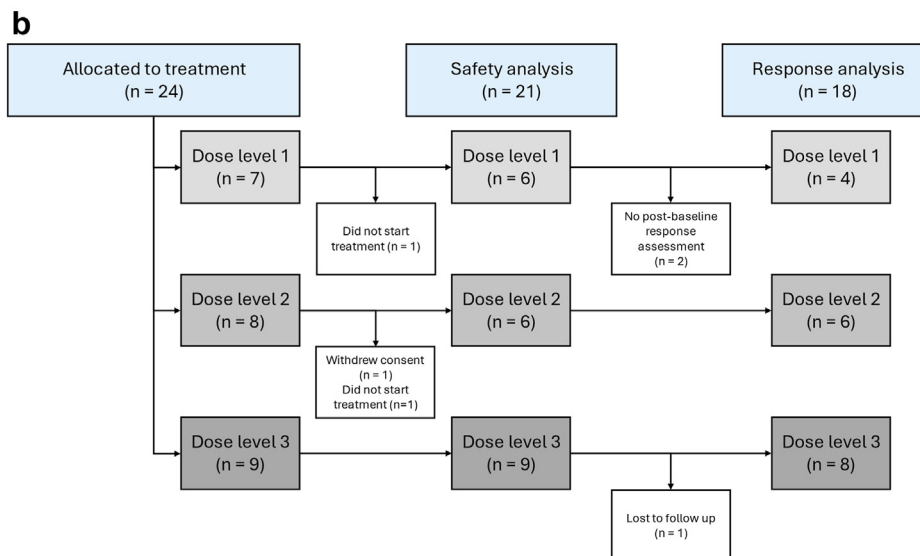 b
Allocated to treatment
(n = 24)
Safety analysis
(n = 21)
Response analysis
(n = 18)
Dose level 1
(n = 7)
Dose level 1
(n = 6)
Dose level 1
(n = 4)
Did not start
treatment (n = 1)
No post-baseline
response
assessment
(n = 2)
Dose level 2
(n = 8)
Dose level 2
(n = 6)
Dose level 2
(n = 6)
Withdrew consent
(n = 1)
Did not start
treatment (n=1)
Dose level 3
(n = 9)
Dose level 3
(n = 9)
Dose level 3
(n = 8)
Lost to follow up
(n = 1)